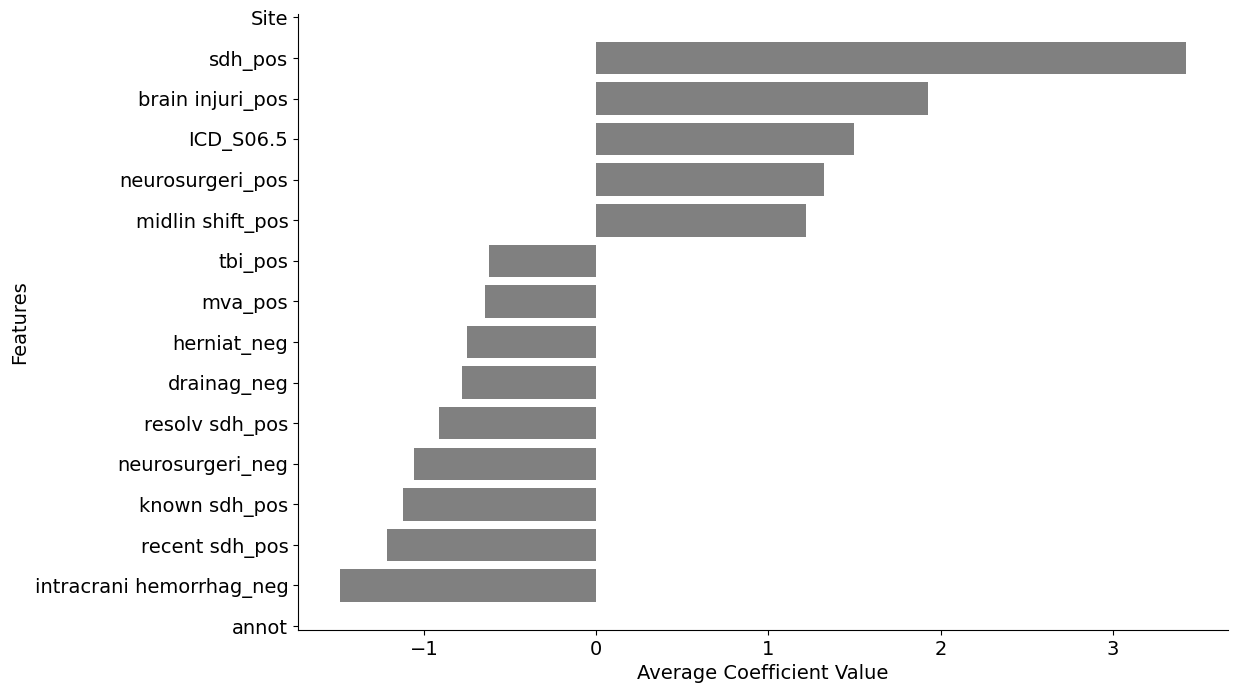 Site
sdh_pos
brain injuri_pos
ICD_S06.5
neurosurgeri_pos
midlin shift_pos
tbi_pos
mva_pos
herniat_neg
drainag_neg
resolv sdh_pos
neurosurgeri_neg
known sdh_pos
recent sdh_pos
intracrani hemorrhag_neg
annot
Features
−1 0 1 2 3
Average Coefficient Value